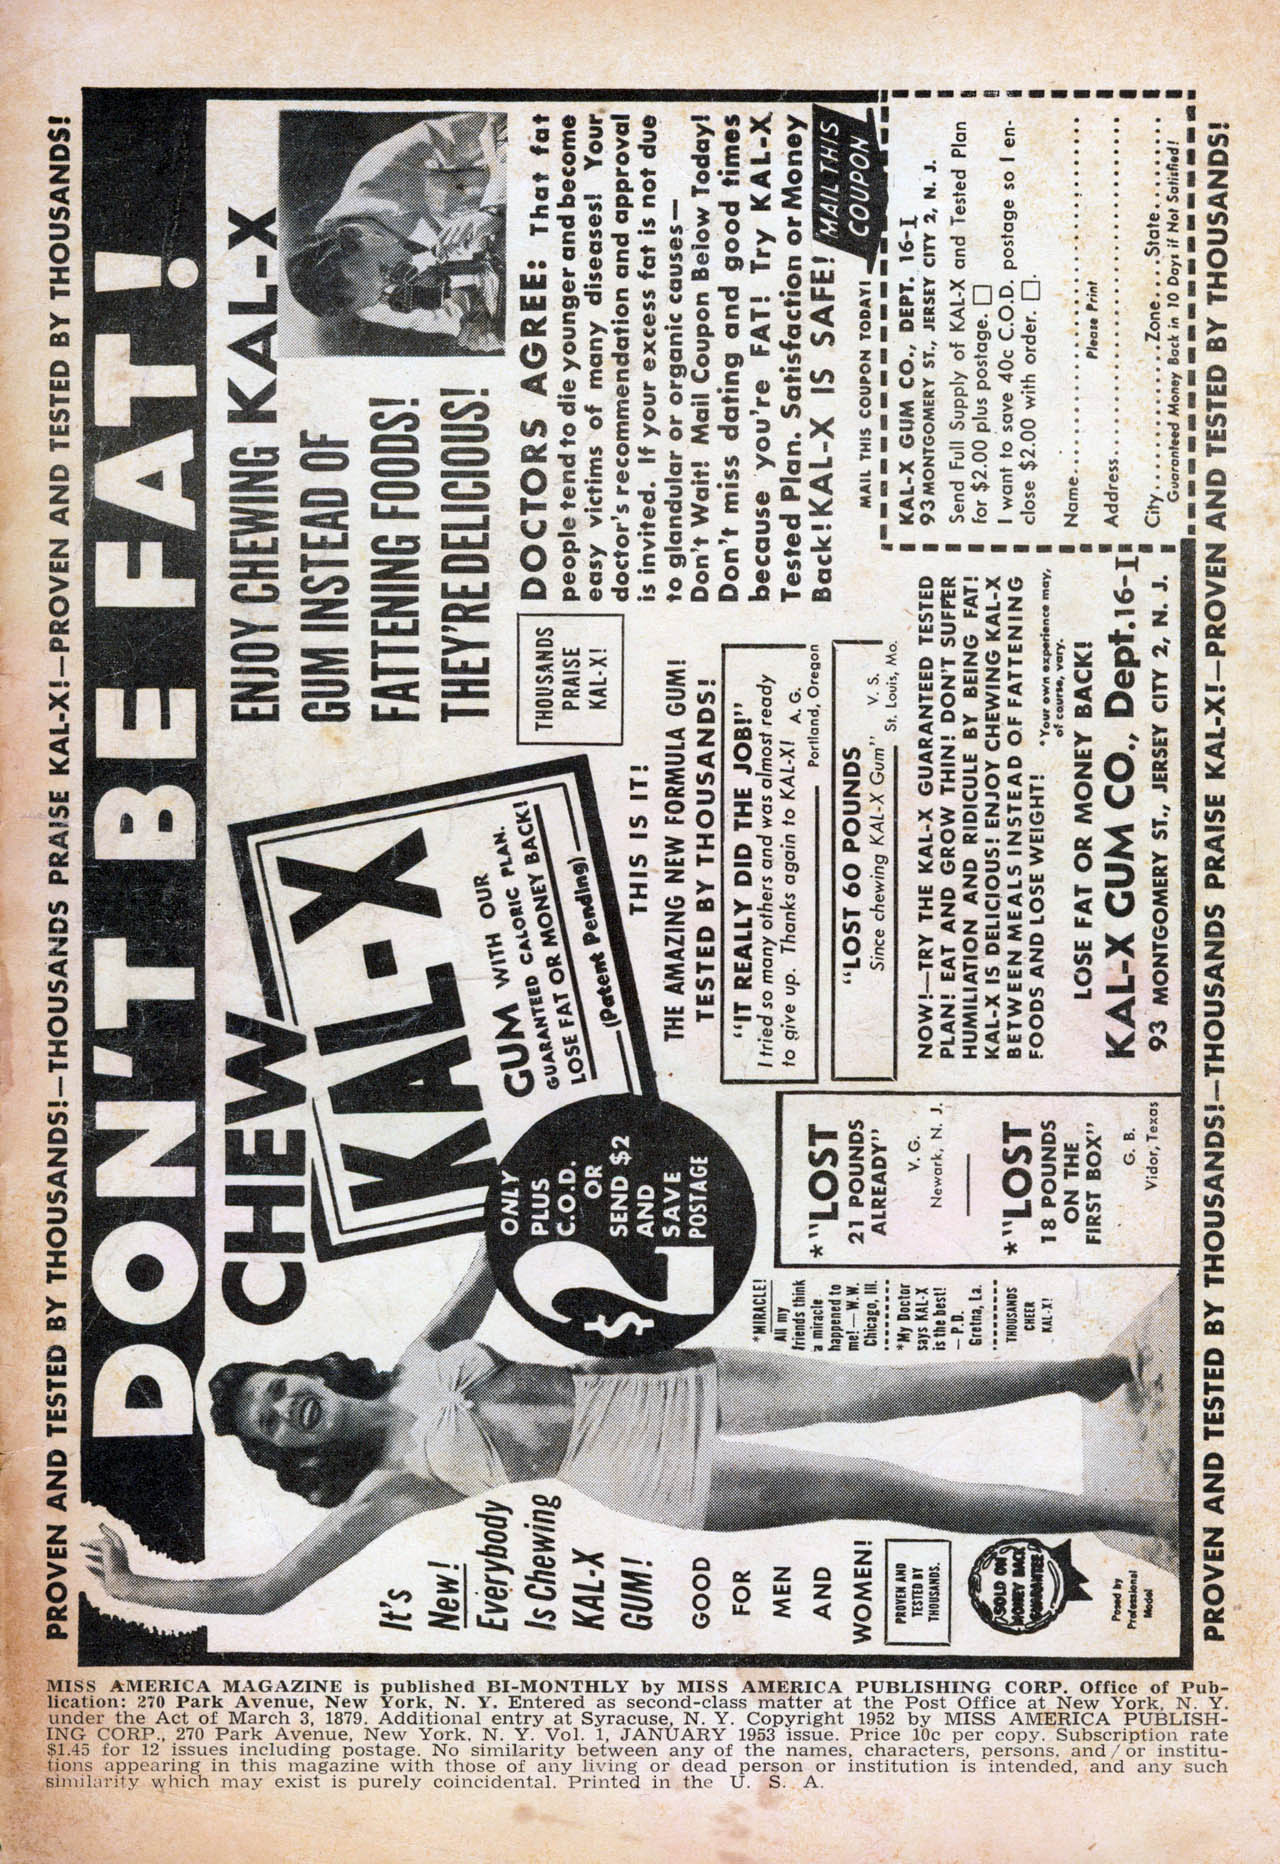 PROVEN AND TESTED BY THOUSANDS!—THOUSANDS PRAISE KAL-X!—PROVEN AND TESTED BY THOUSANDS!
DON'T BE FAT!
CHEW
KAL-X
GUM WITH OUR
GUARANTEED CALORIC PLAN.
LOSE FAT OR MONEY BACK!
(Patent Pending)
ENJOY CHEWING KAL-X
GUM INSTEAD OF
FATTENING FOODS!
THEY'RE DELICIOUS!
It's
New!
Everybody
Is Chewing
KAL-X
GUM!
GOOD
FOR
MEN
AND
WOMEN!
PROVEN AND
TESTED BY
THOUSANDS.
SOLD ON
MONEY BACK
GUARANTEE!
Posed by
Professional
Model
ONLY
$2
PLUS
C.O.D.
OR
SEND $2
AND
SAVE
POSTAGE
*MIRACLE!
All my
friends think
a miracle
happened to
me! — W.W.
Chicago, Ill.
*My Doctor
says KAL-X
is the best!
— P.D.
Gretna, La.
THOUSANDS
CHEER
KAL-X!
*"LOST
21 POUNDS
ALREADY"
V. G.
Newark, N. J.
*"LOST
18 POUNDS
ON THE
FIRST BOX"
G. B.
Vidor, Texas
THIS IS IT!
THE AMAZING NEW FORMULA GUM!
TESTED BY THOUSANDS!
"IT REALLY DID THE JOB!"
I tried so many others and was almost ready
to give up. Thanks again to KAL-X! A. G.
Portland, Oregon
"LOST 60 POUNDS
Since chewing KAL-X Gum" V. S.
St. Louis, Mo.
NOW!—TRY THE KAL-X GUARANTEED TESTED
PLAN! EAT AND GROW THIN! DON'T SUFFER
HUMILIATION AND RIDICULE BY BEING FAT!
KAL-X IS DELICIOUS! ENJOY CHEWING KAL-X
BETWEEN MEALS INSTEAD OF FATTENING
FOODS AND LOSE WEIGHT!
*Your own experience may,
of course, vary.
LOSE FAT OR MONEY BACK!
KAL-X GUM CO., Dept. 16-I
93 MONTGOMERY ST., JERSEY CITY 2, N. J.
THOUSANDS
PRAISE
KAL-X!
DOCTORS AGREE: That fat
people tend to die younger and become
easy victims of many diseases! Your
doctor's recommendation and approval
is invited. If your excess fat is not due
to glandular or organic causes—
Don't Wait! Mail Coupon Below Today!
Don't miss dating and good times
because you're FAT! Try KAL-X
Tested Plan. Satisfaction or Money
Back! KAL-X IS SAFE!
MAIL THIS
COUPON
MAIL THIS COUPON TODAY!
KAL-X GUM CO., DEPT. 16-I
93 MONTGOMERY ST., JERSEY CITY 2, N. J.
Send Full Supply of KAL-X and Tested Plan
for $2.00 plus postage. □
I want to save 40c C.O.D. postage so I en-
close $2.00 with order. □
Name
Please Print
Address
City.......Zone....State
Guaranteed Money Back in 10 Days if Not Satisfied!
PROVEN AND TESTED BY THOUSANDS!—THOUSANDS PRAISE KAL-X!—PROVEN AND TESTED BY THOUSANDS!
MISS AMERICA MAGAZINE is published BI-MONTHLY by MISS AMERICA PUBLISHING CORP. Office of Pub-
lication: 270 Park Avenue, New York, N. Y. Entered as second-class matter at the Post Office at New York, N. Y.
under the Act of March 3, 1879. Additional entry at Syracuse, N. Y. Copyright 1952 by MISS AMERICA PUBLISH-
ING CORP., 270 Park Avenue, New York, N. Y. Vol. 1, JANUARY 1953 issue. Price 10c per copy. Subscription rate
$1.45 for 12 issues including postage. No similarity between any of the names, characters, persons, and/or institu-
tions appearing in this magazine with those of any living or dead person or institution is intended, and any such
similarity which may exist is purely coincidental. Printed in the U. S. A.